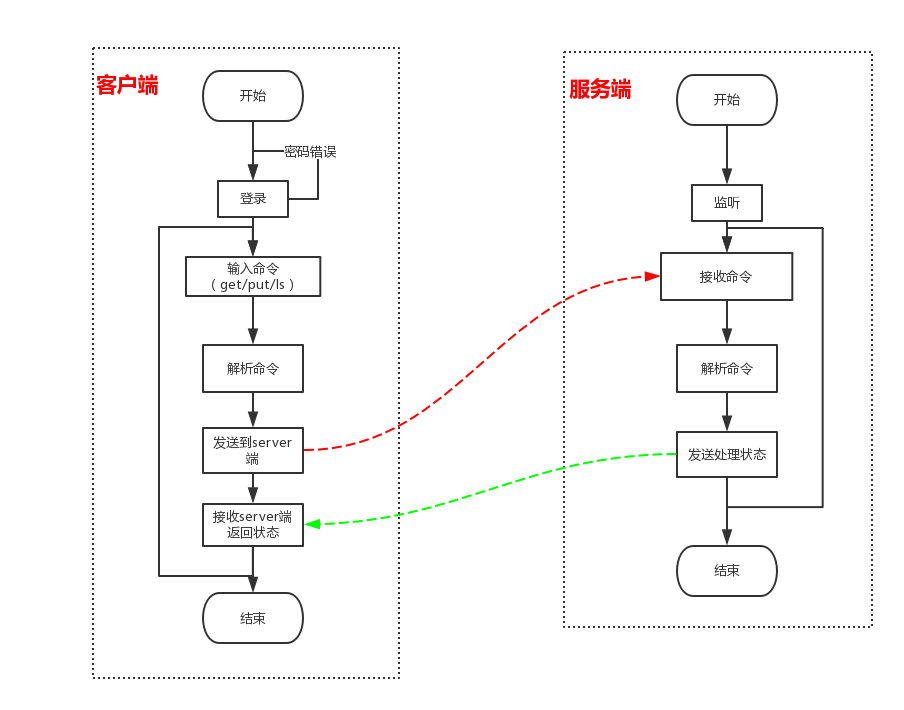 客户端
开始
密码错误
登录
输入命令
（get/put/ls）
解析命令
发送到server
端
接收server端
返回状态
结束
服务端
开始
监听
接收命令
解析命令
发送处理状态
结束